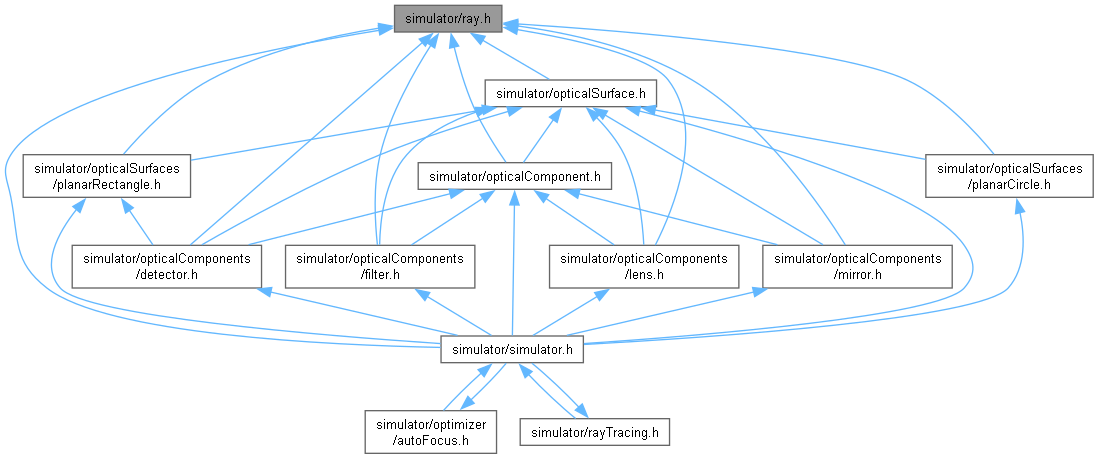 simulator/ray.h
simulator/opticalSurface.h
simulator/opticalSurfaces
/planarRectangle.h
simulator/opticalComponent.h
simulator/opticalSurfaces
/planarCircle.h
simulator/opticalComponents
/detector.h
simulator/opticalComponents
/filter.h
simulator/opticalComponents
/lens.h
simulator/opticalComponents
/mirror.h
simulator/simulator.h
simulator/optimizer
/autoFocus.h
simulator/rayTracing.h